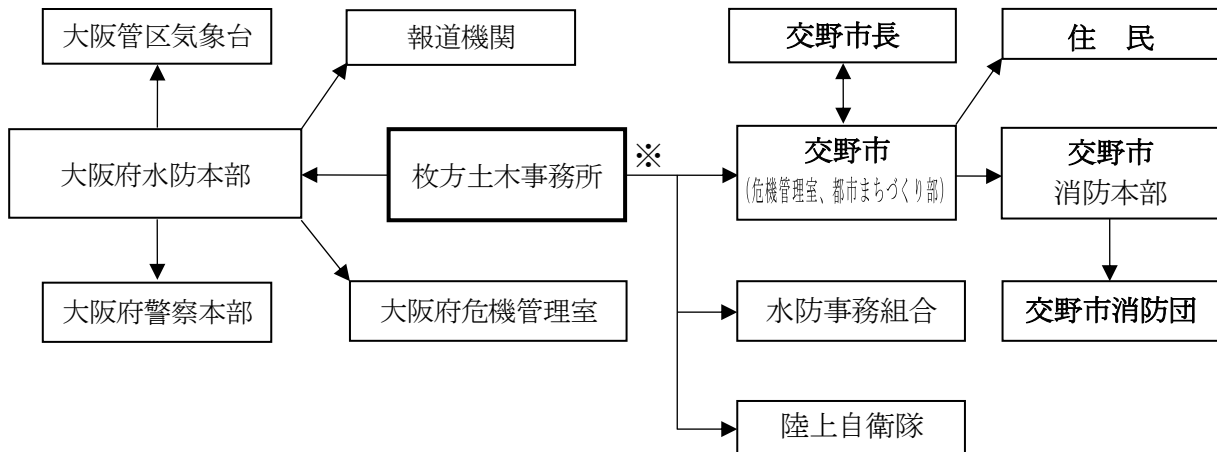 大阪管区気象台
報道機関
交野市長
住　民
大阪府水防本部
枚方土木事務所
※
交野市
(危機管理室、都市まちづくり部)
交野市
消防本部
大阪府警察本部
大阪府危機管理室
水防事務組合
交野市消防団
陸上自衛隊